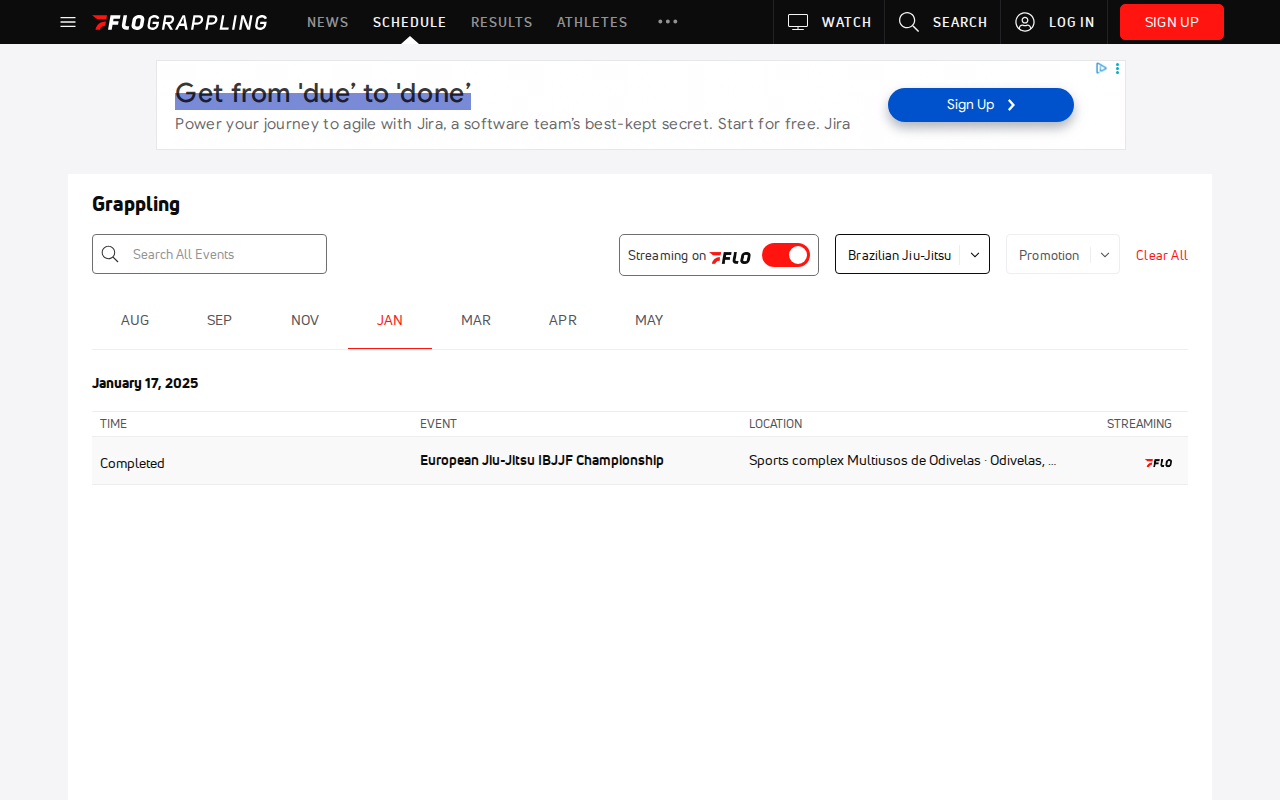 FLOGRAPPLING NEWS SCHEDULE RESULTS ATHLETES WATCH SEARCH LOG IN SIGN UP
Get from 'due’ to 'done’
Power your journey to agile with Jira, a software team’s best-kept secret. Start for free. Jira
Sign Up
Grappling
Search All Events
Streaming on FLO
Brazilian Jiu-Jitsu
Promotion
Clear All
AUG SEP NOV JAN MAR APR MAY
January 17, 2025
TIME EVENT LOCATION STREAMING
Completed European Jiu-Jitsu IBJJF Championship Sports complex Multiusos de Odivelas · Odivelas, ... FLO